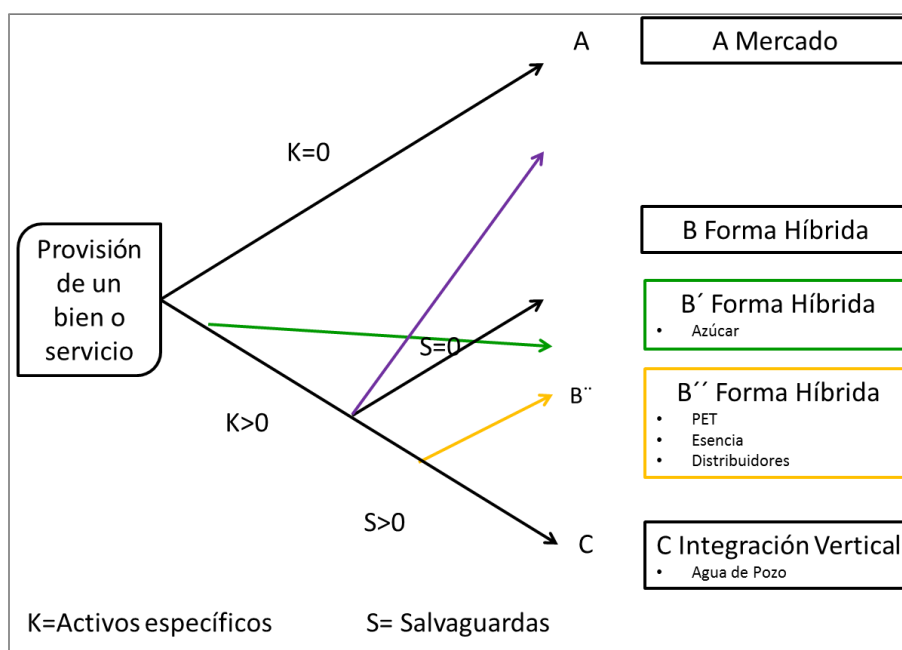 A
A Mercado
K=0
Provisión
de un
bien o
servicio
B Forma Híbrida
B´ Forma Híbrida
• Azúcar
S=0
B¨
B´´ Forma Híbrida
• PET
• Esencia
• Distribuidores
K>0
S>0
C
C Integración Vertical
• Agua de Pozo
K=Activos específicos
S= Salvaguardas